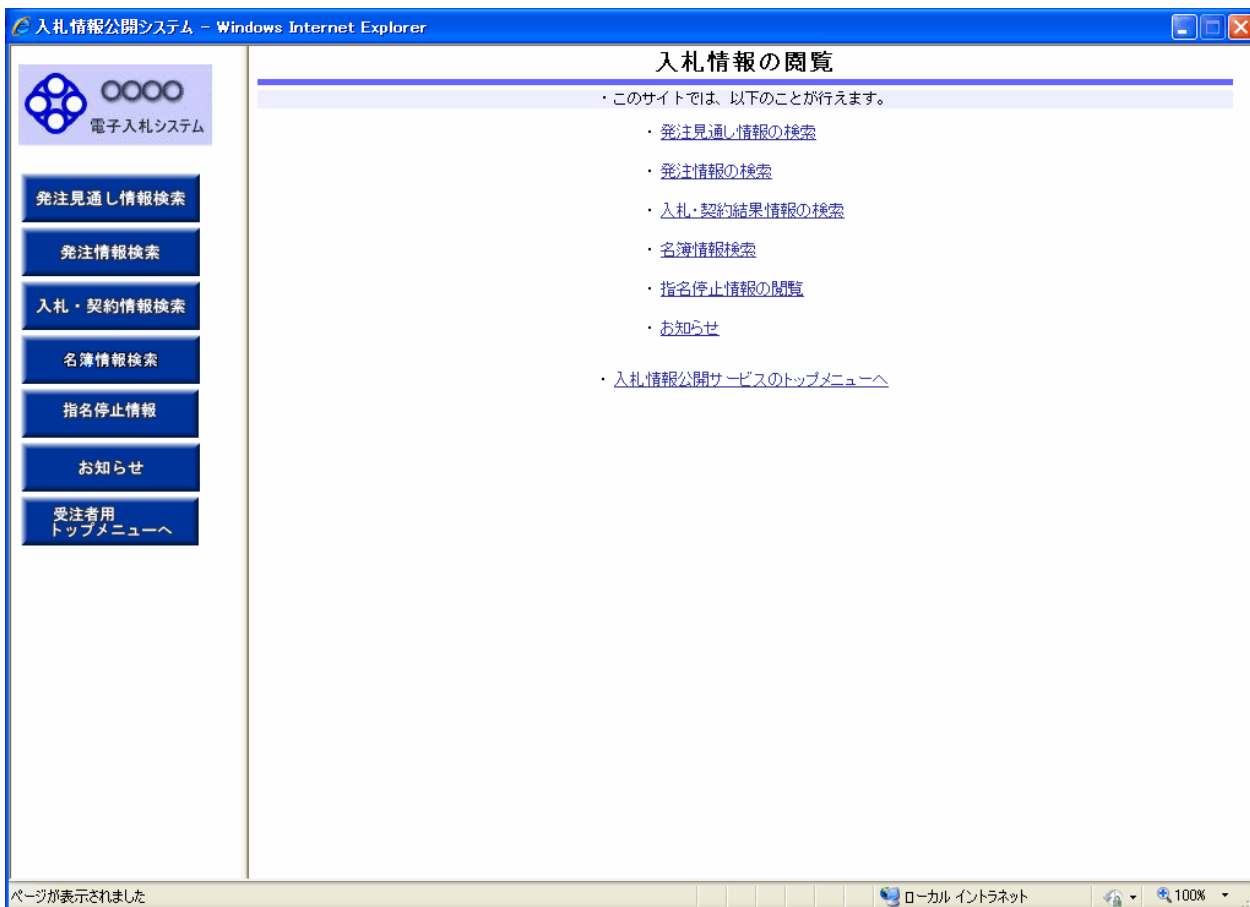 入札情報公開システム - Windows Internet Explorer
○○○○
電子入札システム
発注見通し情報検索
発注情報検索
入札・契約情報検索
名簿情報検索
指名停止情報
お知らせ
受注者用
トップメニューへ
入札情報の閲覧
・このサイトでは、以下のことが行えます。
・発注見通し情報の検索
・発注情報の検索
・入札・契約結果情報の検索
・名簿情報検索
・指名停止情報の閲覧
・お知らせ
・入札情報公開サービスのトップメニューへ
ページが表示されました
ローカル イントラネット
100%